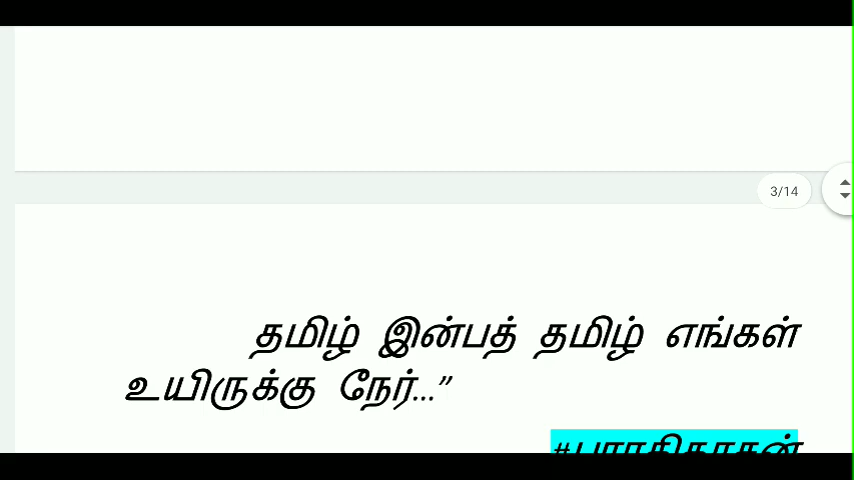 3/14
தமிழ் இன்பத் தமிழ் எங்கள்
உயிருக்கு நேர்...”